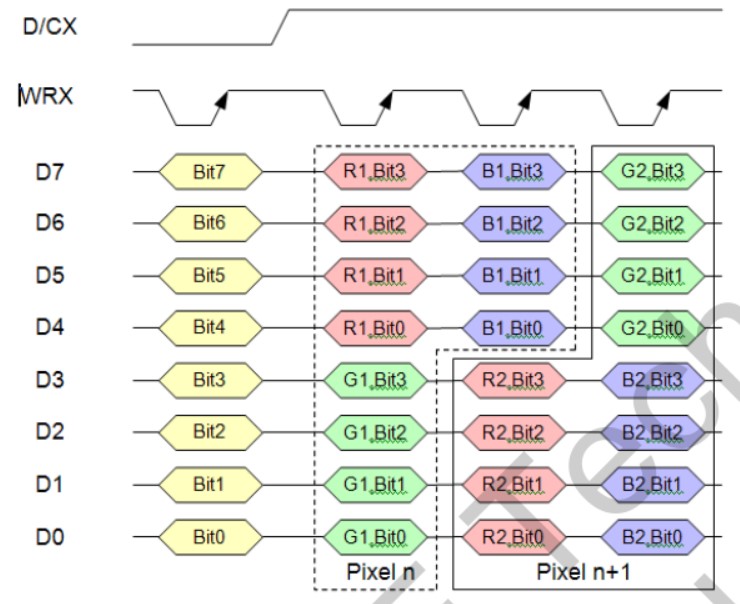 D/CX
WRX
D7 Bit7 R1,Bit3 B1,Bit3 G2,Bit3
D6 Bit6 R1,Bit2 B1,Bit2 G2,Bit2
D5 Bit5 R1,Bit1 B1,Bit1 G2,Bit1
D4 Bit4 R1,Bit0 B1,Bit0 G2,Bit0
D3 Bit3 G1,Bit3 R2,Bit3 B2,Bit3
D2 Bit2 G1,Bit2 R2,Bit2 B2,Bit2
D1 Bit1 G1,Bit1 R2,Bit1 B2,Bit1
D0 Bit0 G1,Bit0 R2,Bit0 B2,Bit0
Pixel n Pixel n+1
Tech